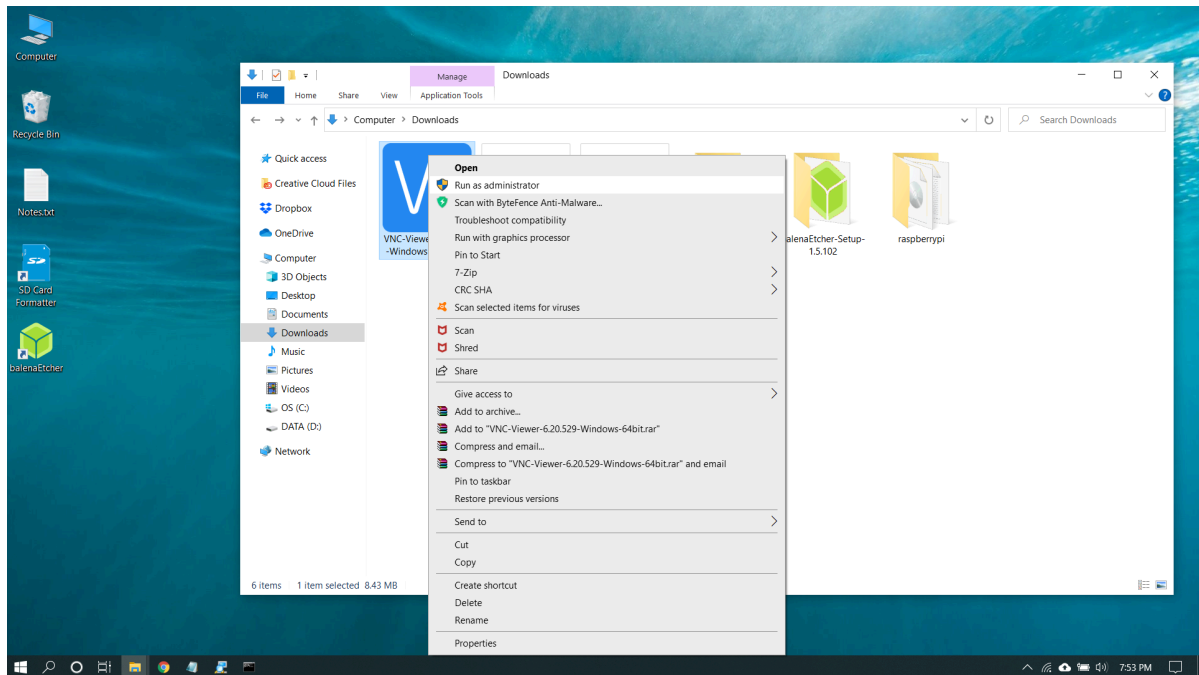 Computer
Recycle Bin
Notes.txt
SD Card
Formatter
balenaEtcher
Manage
Downloads
File
Home
Share
View
Application Tools
Computer
Downloads
Search Downloads
Quick access
Creative Cloud Files
Dropbox
OneDrive
Computer
3D Objects
Desktop
Documents
Downloads
Music
Pictures
Videos
OS (C:)
DATA (D:)
Network
V
VNC-Viewe
-Windows
alenaEtcher-Setup-
1.5.102
raspberrypi
Open
Run as administrator
Scan with ByteFence Anti-Malware...
Troubleshoot compatibility
Run with graphics processor
Pin to Start
7-Zip
CRC SHA
Scan selected items for viruses
Scan
Shred
Share
Give access to
Add to archive...
Add to "VNC-Viewer-6.20.529-Windows-64bit.rar"
Compress and email...
Compress to "VNC-Viewer-6.20.529-Windows-64bit.rar" and email
Pin to taskbar
Restore previous versions
Send to
Cut
Copy
Create shortcut
Delete
Rename
Properties
6 items 1 item selected 8.43 MB
7:53 PM